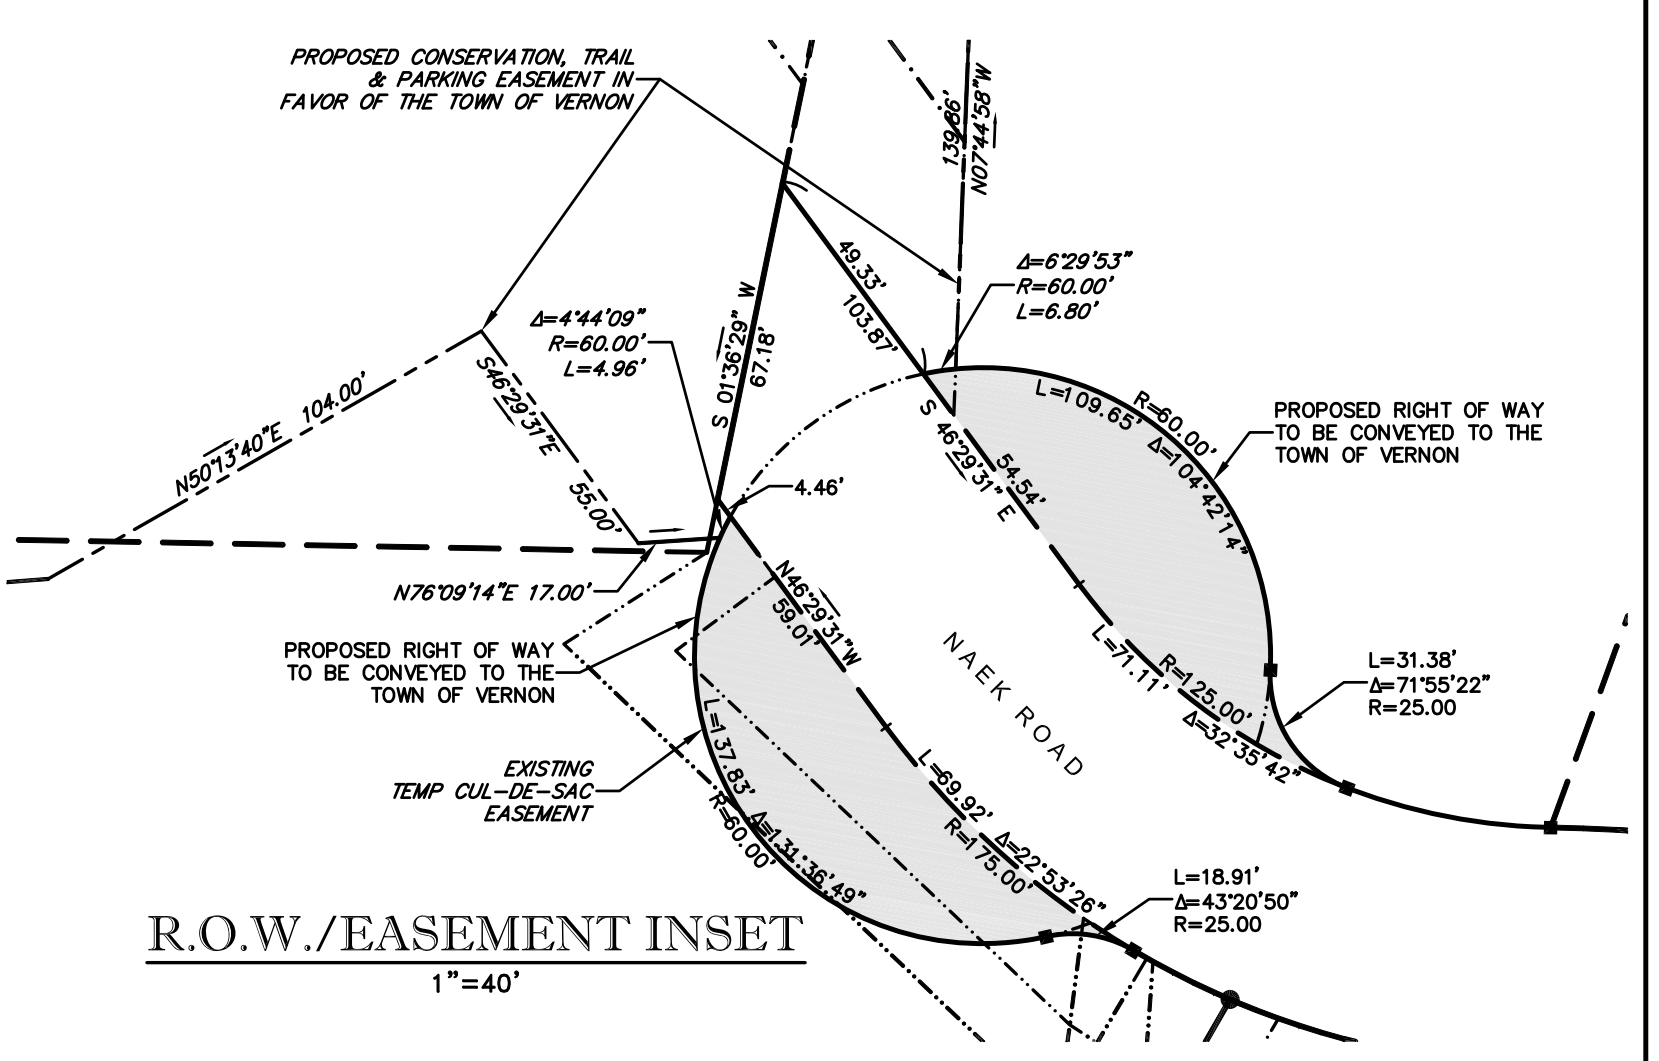 PROPOSED CONSERVATION, TRAIL
& PARKING EASEMENT IN
FAVOR OF THE TOWN OF VERNON
139.86'
N07°44'58"W
49.33'
103.87'
Δ=6°29'53"
R=60.00'
L=6.80'
Δ=4°44'09"
R=60.00'
L=4.96'
S 01°36'29" W
67.18'
S46°29'31"E
55.00'
N50°13'40"E 104.00'
S 46°29'31" E
54.54'
L=109.65'
R=60.00'
Δ=104°42'14"
PROPOSED RIGHT OF WAY
TO BE CONVEYED TO THE
TOWN OF VERNON
4.46'
N76°09'14"E 17.00'
N46°29'31"W
59.01'
PROPOSED RIGHT OF WAY
TO BE CONVEYED TO THE
TOWN OF VERNON
NAEK ROAD
L=71.11'
R=125.00'
Δ=32°35'42"
L=31.38'
Δ=71°55'22"
R=25.00
EXISTING
TEMP CUL-DE-SAC
EASEMENT
L=137.83'
Δ=131°36'49"
R=60.00'
L=69.92'
Δ=22°53'26"
R=175.00'
L=18.91'
Δ=43°20'50"
R=25.00
R.O.W./EASEMENT INSET
1"=40'